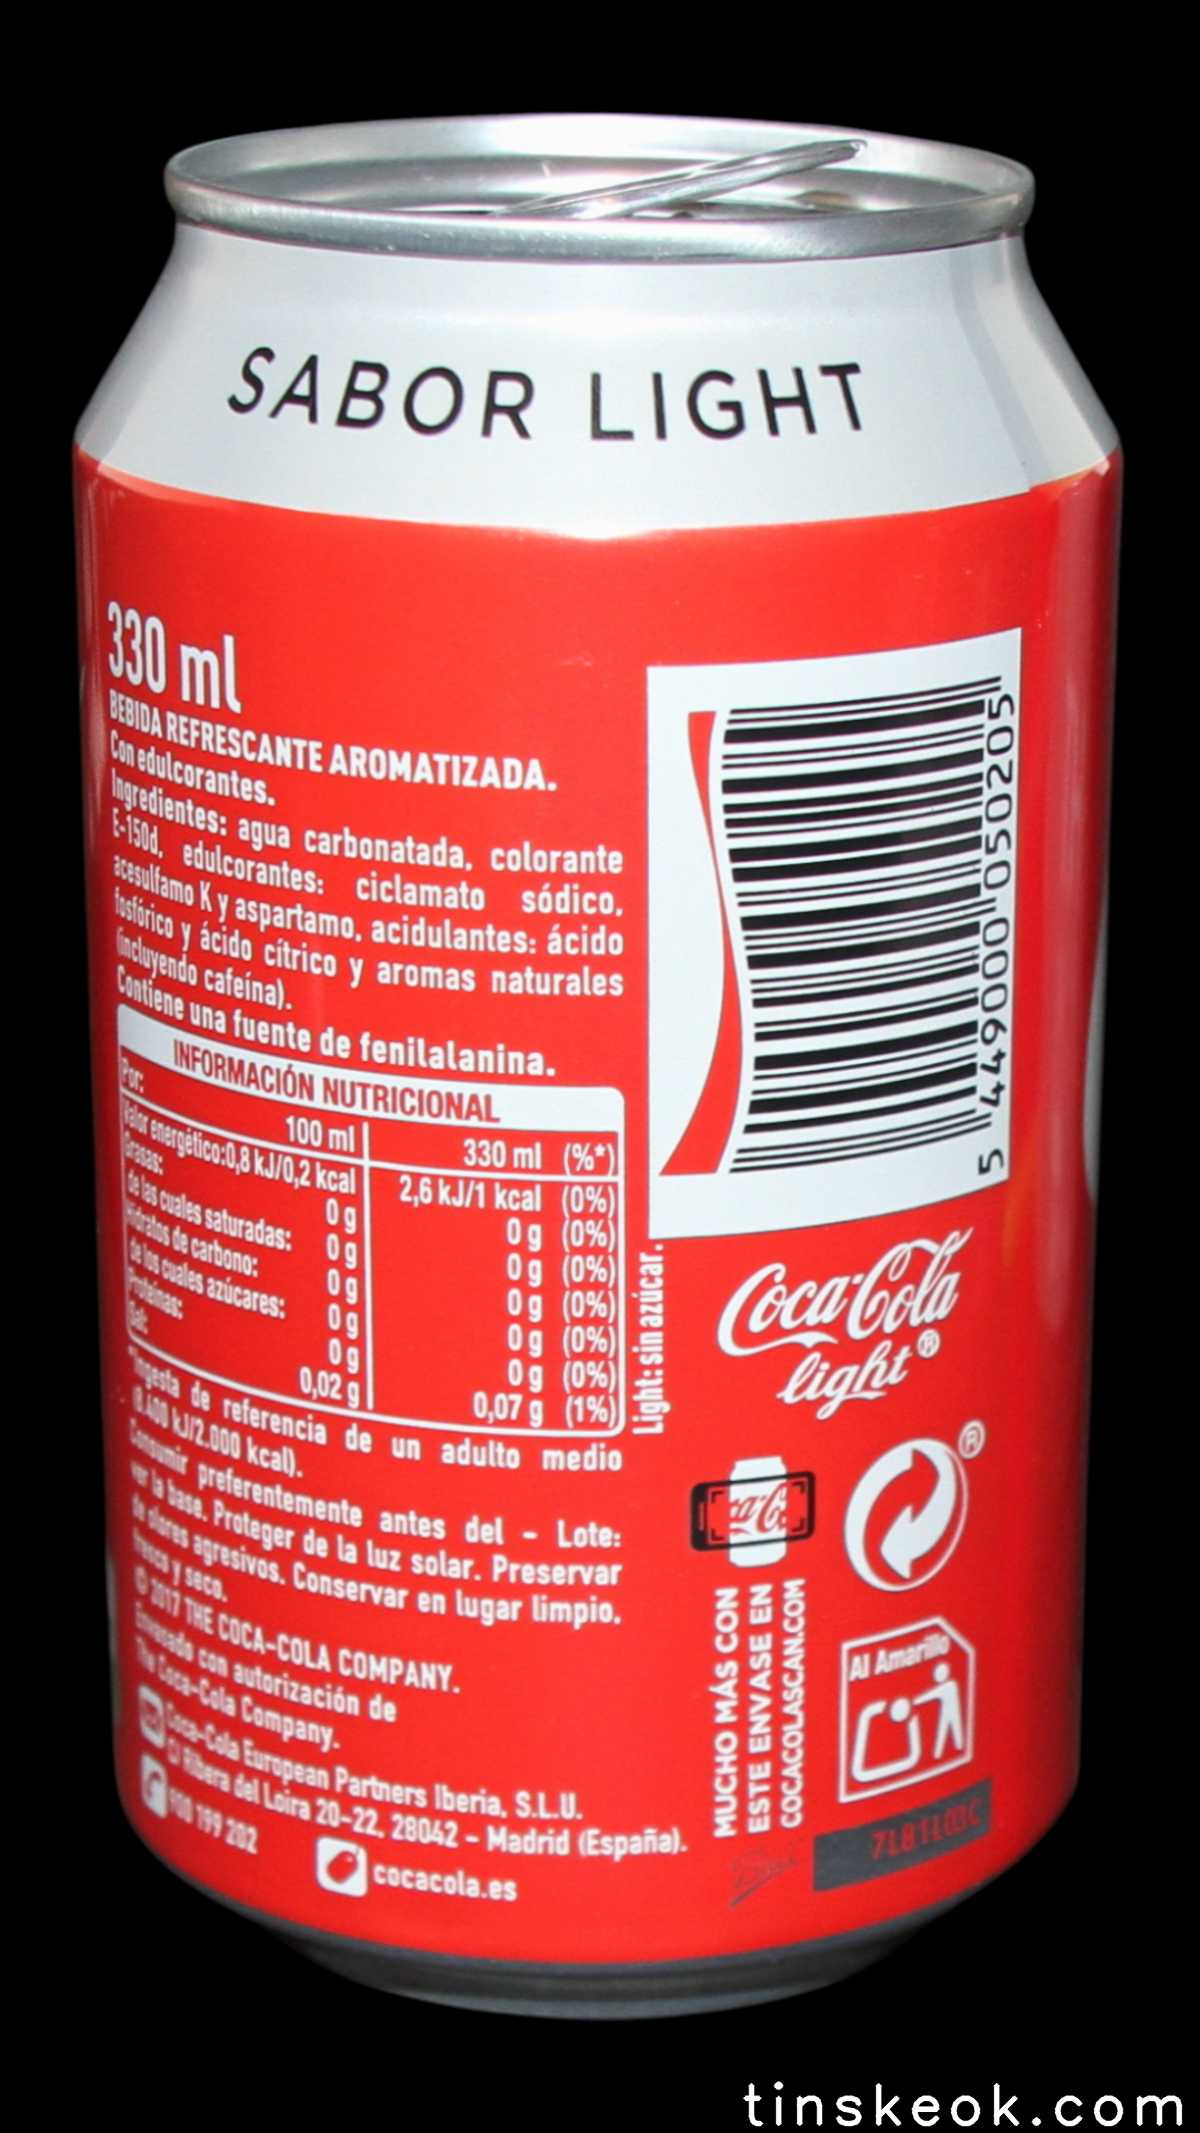 SABOR LIGHT
330 ml
BEBIDA REFRESCANTE AROMATIZADA.
Con edulcorantes.
Ingredientes: agua carbonatada, colorante
E-150d, edulcorantes: ciclamato sódico,
acesulfamo K y aspartamo, acidulantes: ácido
fosfórico y ácido cítrico y aromas naturales
(incluyendo cafeína).
Contiene una fuente de fenilalanina.
INFORMACIÓN NUTRICIONAL
Por: 100 ml 330 ml (%*)
Valor energético: 0,8 kJ/0,2 kcal 2,6 kJ/1 kcal (0%)
Grasas: 0 g 0 g (0%)
de las cuales saturadas: 0 g 0 g (0%)
Hidratos de carbono: 0 g 0 g (0%)
de los cuales azúcares: 0 g 0 g (0%)
Proteínas: 0 g 0 g (0%)
Sal: 0,02 g 0,07 g (1%)
*Ingesta de referencia de un adulto medio
(8.400 kJ/2.000 kcal).
Consumir preferentemente antes del - Lote:
ver la base. Proteger de la luz solar. Preservar
de olores agresivos. Conservar en lugar limpio,
fresco y seco.
© 2017 THE COCA-COLA COMPANY.
Envasado con autorización de
The Coca-Cola Company.
Coca-Cola European Partners Iberia, S.L.U.
C/ Ribera del Loira 20-22, 28042 - Madrid (España).
900 199 202
cocacola.es
Light: sin azúcar.
5 449000 050205
Coca-Cola
light®
ca-Co
®
MUCHO MÁS CON
ESTE ENVASE EN
COCACOLASCAN.COM
Al Amarillo
7L81L03C
tinskeok.com